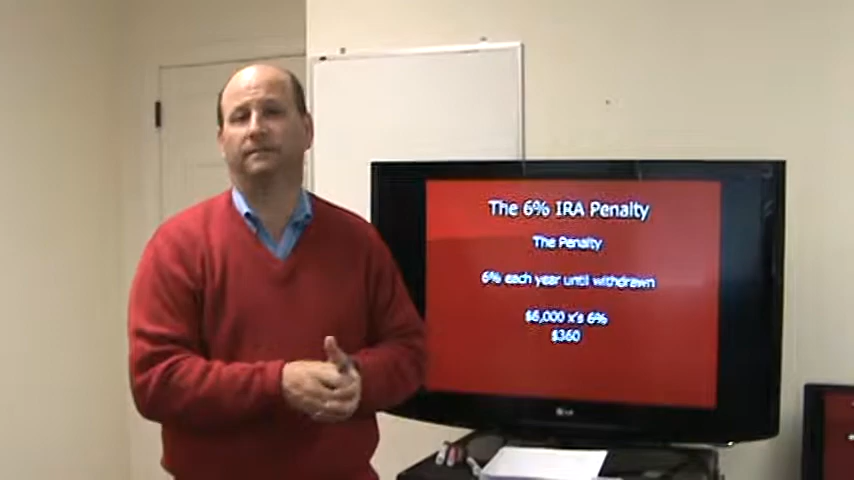 The 6% IRA Penalty
The Penalty
6% each year until withdrawn
$6,000 x's 6%
$360
LG